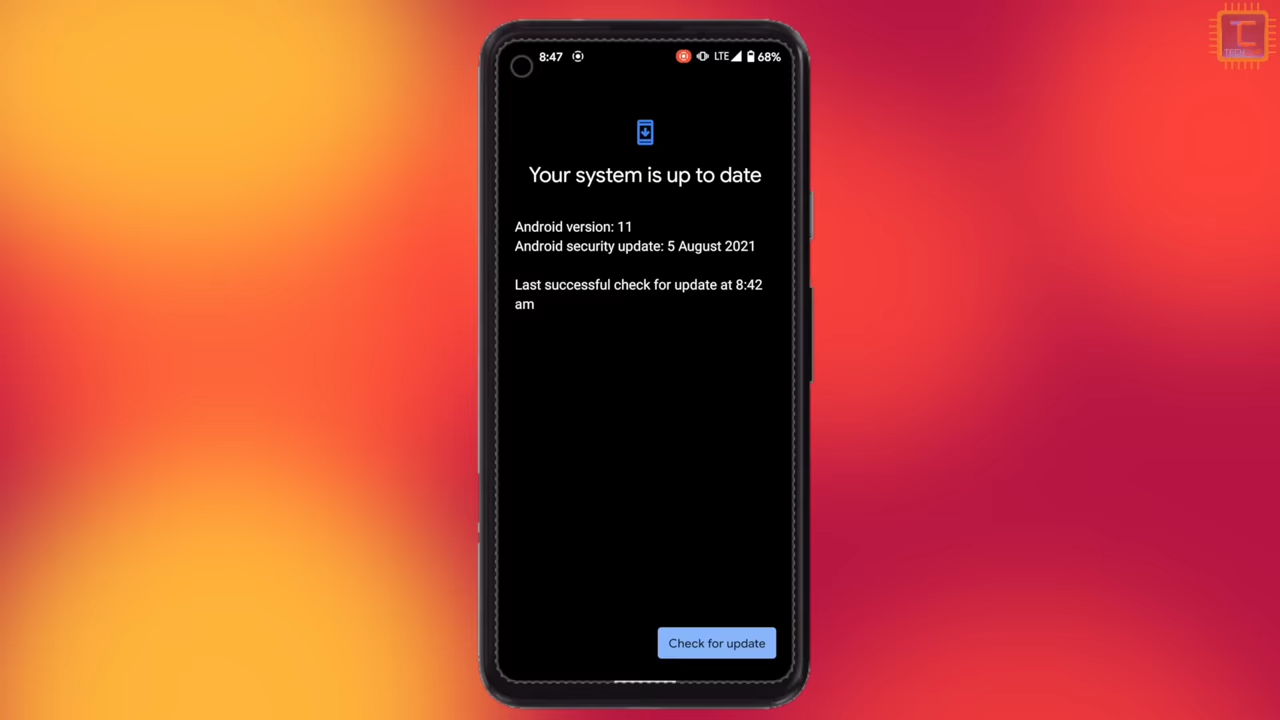 TECH
8:47 LTE 68%
Your system is up to date
Android version: 11
Android security update: 5 August 2021
Last successful check for update at 8:42
am
Check for update